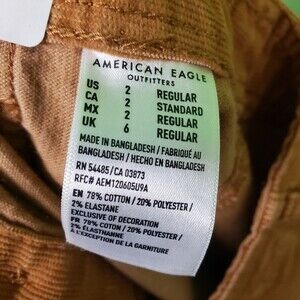 AMERICAN EAGLE
OUTFITTERS
US 2 REGULAR
CA 2 STANDARD
MX 2 REGULAR
UK 6 REGULAR
MADE IN BANGLADESH / FABRIQUÉ AU
BANGLADESH / HECHO EN BANGLADESH
RN 54485/CA 03873
RFC# AEM120605U9A
EN 78% COTTON / 20% POLYESTER /
2% ELASTANE
EXCLUSIVE OF DECORATION
FR 78% COTON / 20% POLYESTER /
2% ÉLASTHANNE
À L'EXCEPTION DE LA GARNITURE